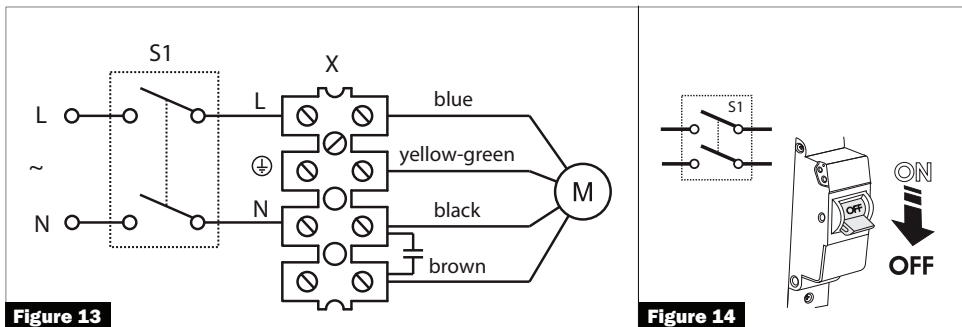 S1
X
L
L
blue
~
yellow-green
N
N
black
brown
M
Figure 13
S1
ON
OFF
OFF
Figure 14